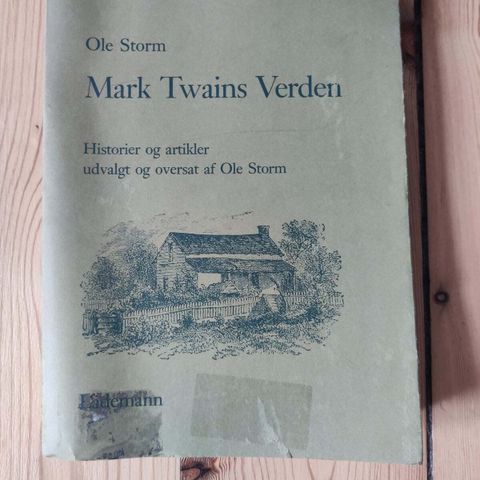 Ole Storm
Mark Twains Verden
Historier og artikler
udvalgt og oversat af Ole Storm
Lademann